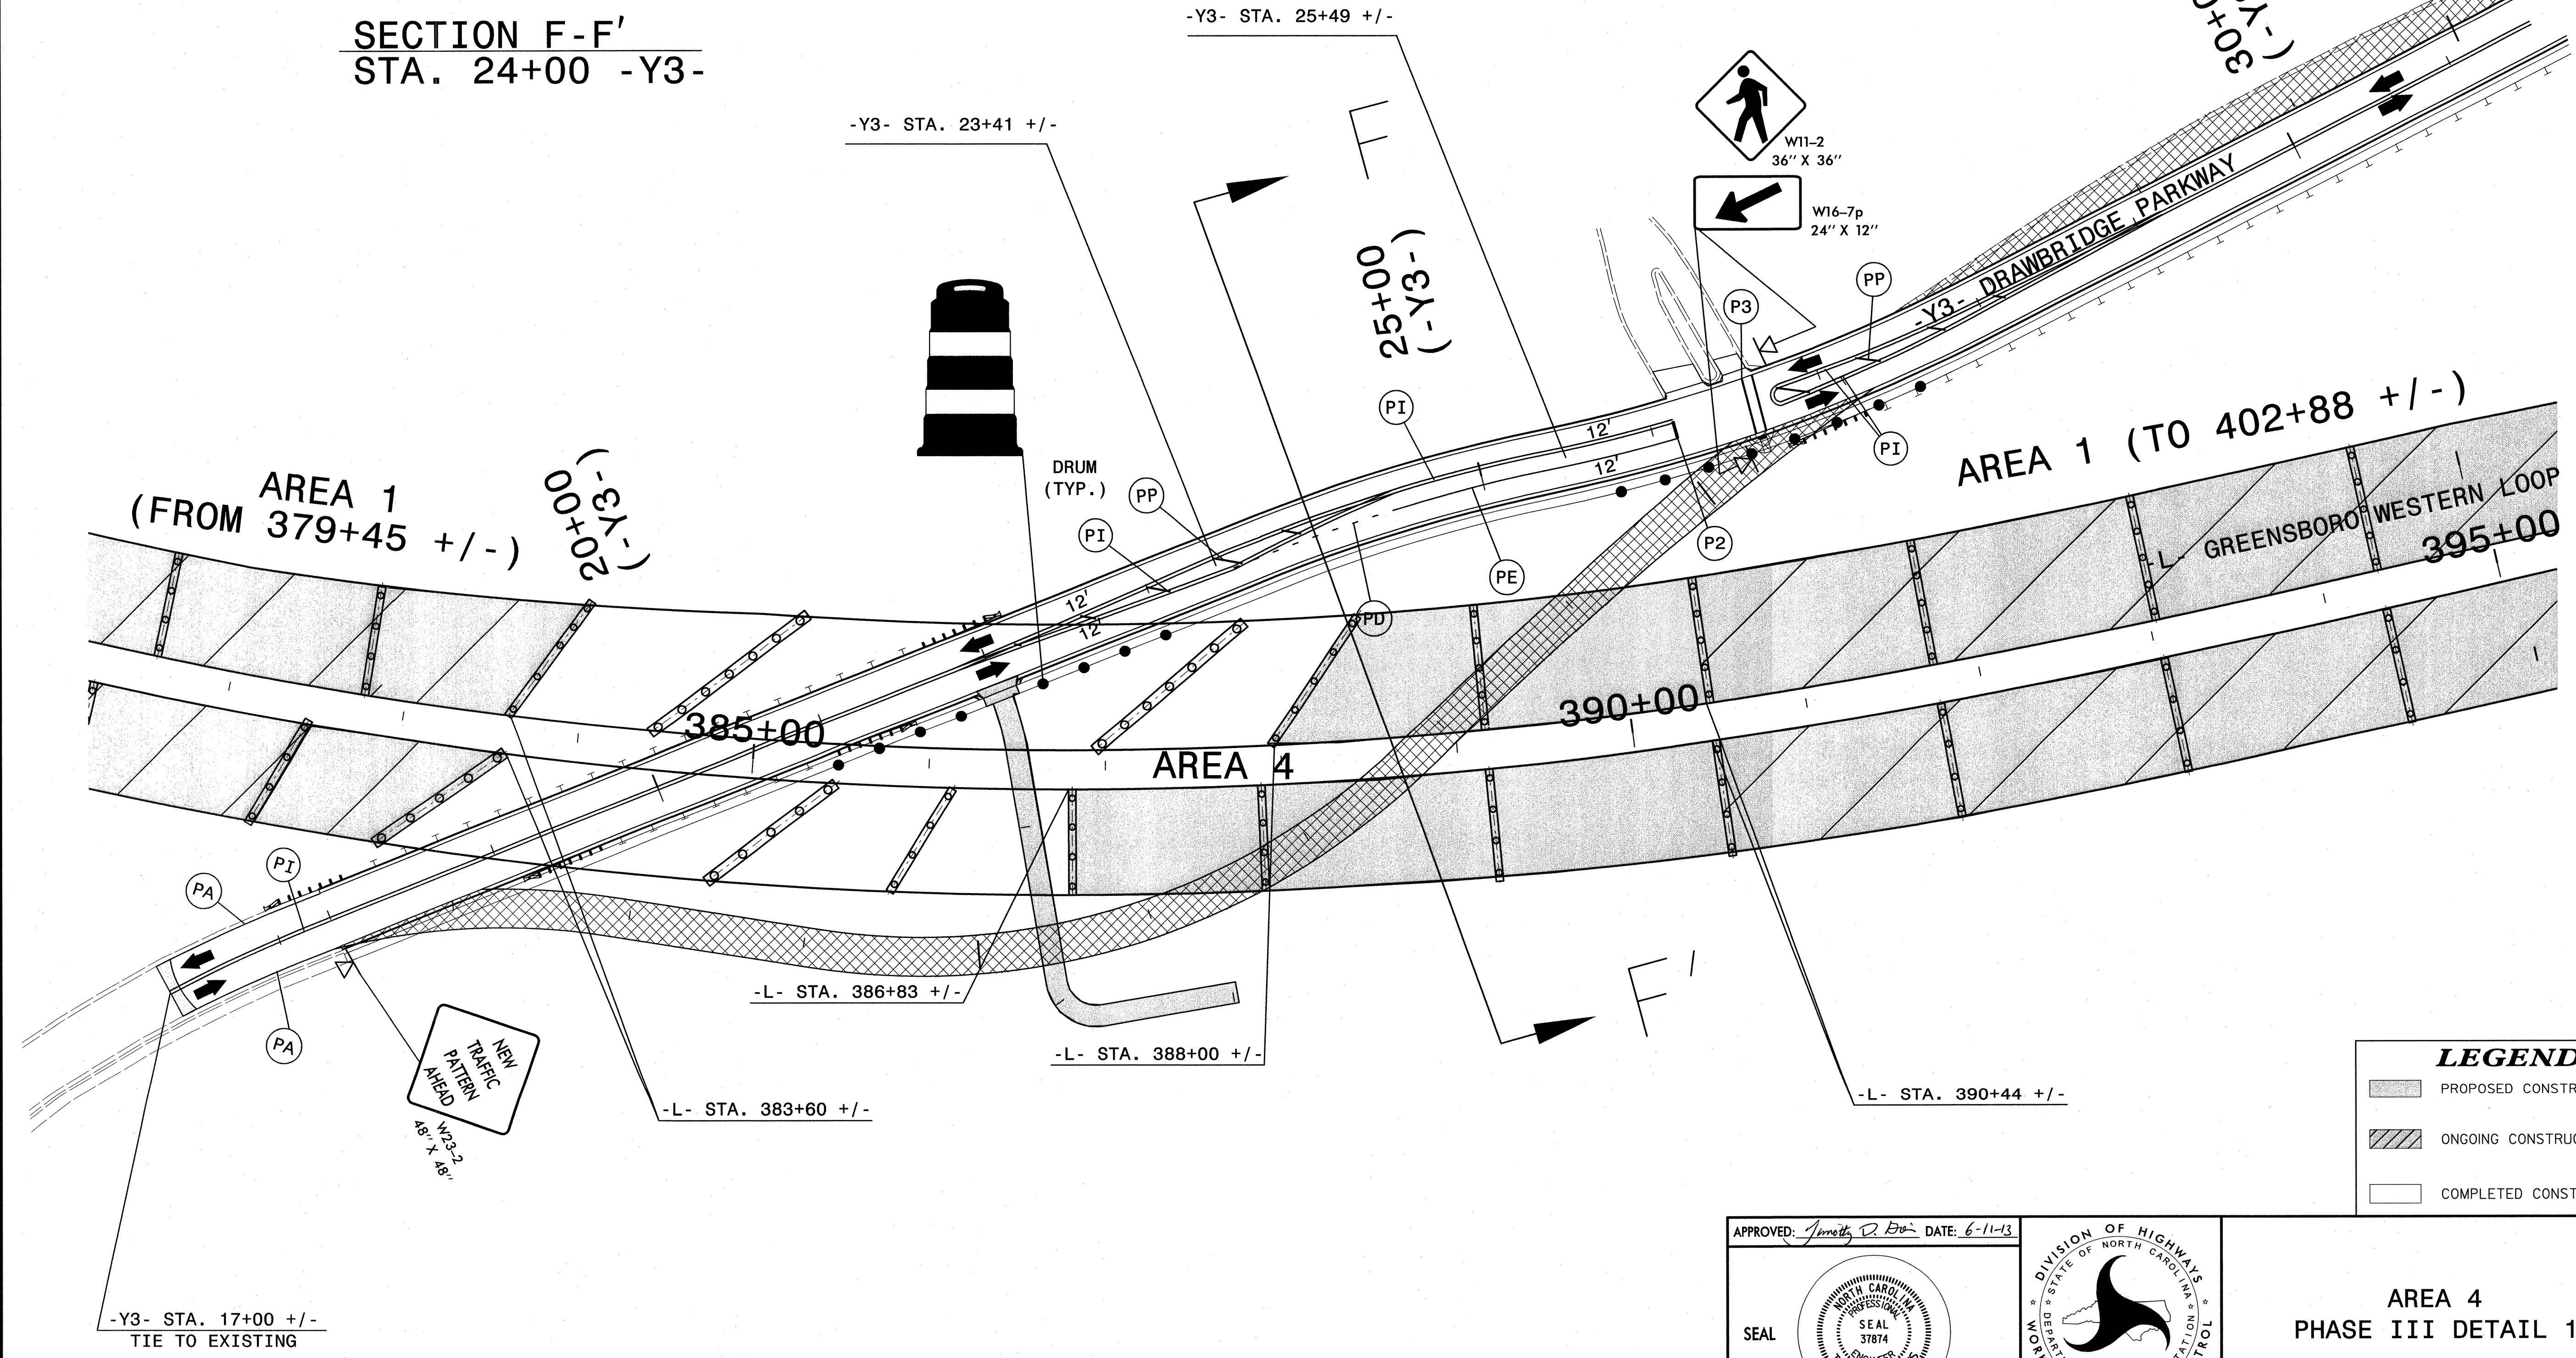 SECTION F-F'
STA. 24+00 -Y3-
-Y3- STA. 25+49 +/-
-Y3- STA. 23+41 +/-
30+00
(-Y3-)
F
W11-2
36" X 36"
W16-7p
24" X 12"
25+00
(-Y3-)
P3
PP
-Y3- DRAWBRIDGE PARKWAY
PI
12'
12'
PI
AREA 1 (TO 402+88 +/-)
AREA 1
(FROM 379+45 +/-)
20+00
(-Y3-)
DRUM
(TYP.)
PP
PI
P2
PE
PD
12'
12'
-L- GREENSBORO WESTERN LOOP
395+00
385+00
390+00
AREA 4
PA
PI
PA
-L- STA. 386+83 +/-
F'
-L- STA. 388+00 +/-
NEW
TRAFFIC
PATTERN
AHEAD
W23-2
48" X 48"
-L- STA. 383+60 +/-
-L- STA. 390+44 +/-
LEGEND
PROPOSED CONSTR
ONGOING CONSTRU
COMPLETED CONST
-Y3- STA. 17+00 +/-
TIE TO EXISTING
APPROVED: DATE: 6-11-13
SEAL
NORTH CAROLINA
PROFESSIONAL
SEAL
37874
ENGINEER
DIVISION OF HIGHWAYS
STATE OF NORTH CAROLINA
AREA 4
PHASE III DETAIL 1